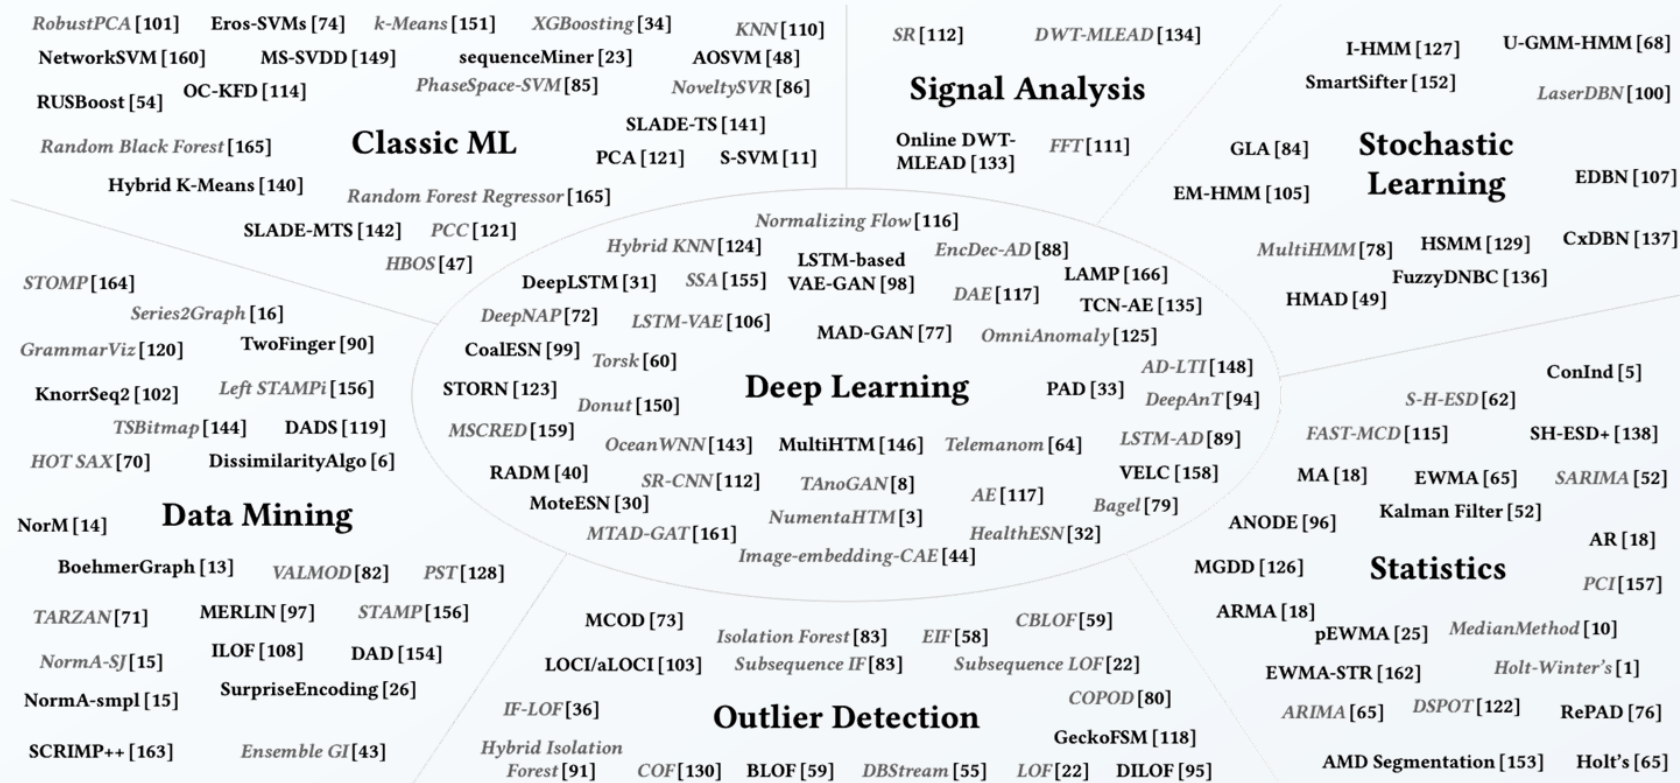 RobustPCA [101] Eros-SVMs [74] k-Means [151] XGBoosting [34] KNN [110]
NetworkSVM [160] MS-SVDD [149] sequenceMiner [23] AOSVM [48]
RUSBoost [54] OC-KFD [114] PhaseSpace-SVM [85] NoveltySVR [86]
SLADE-TS [141]
Random Black Forest [165] Classic ML PCA [121] S-SVM [11]
Hybrid K-Means [140] Random Forest Regressor [165]
SLADE-MTS [142] PCC [121]
HBOS [47]
SR [112] DWT-MLEAD [134]
Signal Analysis
Online DWT-
MLEAD [133] FFT [111]
I-HMM [127] U-GMM-HMM [68]
SmartSifter [152] LaserDBN [100]
GLA [84] Stochastic
Learning
EM-HMM [105] EDBN [107]
MultiHMM [78] HSMM [129] CxDBN [137]
FuzzyDNBC [136]
HMAD [49]
STOMP [164]
Series2Graph [16]
GrammarViz [120] TwoFinger [90]
KnorrSeq2 [102] Left STAMPi [156]
TSBitmap [144] DADS [119]
HOT SAX [70] DissimilarityAlgo [6]
NorM [14] Data Mining
BoehmerGraph [13] VALMOD [82] PST [128]
TARZAN [71] MERLIN [97] STAMP [156]
NormA-SJ [15] ILOF [108] DAD [154]
NormA-smpl [15] SurpriseEncoding [26]
SCRIMP++ [163] Ensemble GI [43]
Normalizing Flow [116]
Hybrid KNN [124] LSTM-based
VAE-GAN [98] EncDec-AD [88]
DeepLSTM [31] SSA [155] DAE [117] LAMP [166]
DeepNAP [72] LSTM-VAE [106] TCN-AE [135]
MAD-GAN [77] OmniAnomaly [125]
CoalESN [99] Torsk [60] AD-LTI [148]
STORN [123] Donut [150] Deep Learning PAD [33] DeepAnT [94]
MSCRED [159] OceanWNN [143] MultiHTM [146] Telemanom [64] LSTM-AD [89]
RADM [40] SR-CNN [112] TAnoGAN [8] VELC [158]
MoteESN [30] AE [117] Bagel [79]
MTAD-GAT [161] NumentaHTM [3] HealthESN [32]
Image-embedding-CAE [44]
ConInd [5]
S-H-ESD [62]
FAST-MCD [115] SH-ESD+ [138]
MA [18] EWMA [65] SARIMA [52]
ANODE [96] Kalman Filter [52]
AR [18]
MGDD [126] Statistics PCI [157]
ARMA [18] pEWMA [25] MedianMethod [10]
EWMA-STR [162] Holt-Winter's [1]
ARIMA [65] DSPOT [122] RePAD [76]
AMD Segmentation [153] Holt's [65]
MCOD [73] Isolation Forest [83] EIF [58] CBLOF [59]
LOCI/aLOCI [103] Subsequence IF [83] Subsequence LOF [22]
COPOD [80]
IF-LOF [36] Outlier Detection
GeckoFSM [118]
Hybrid Isolation
Forest [91] COF [130] BLOF [59] DBStream [55] LOF [22] DILOF [95]